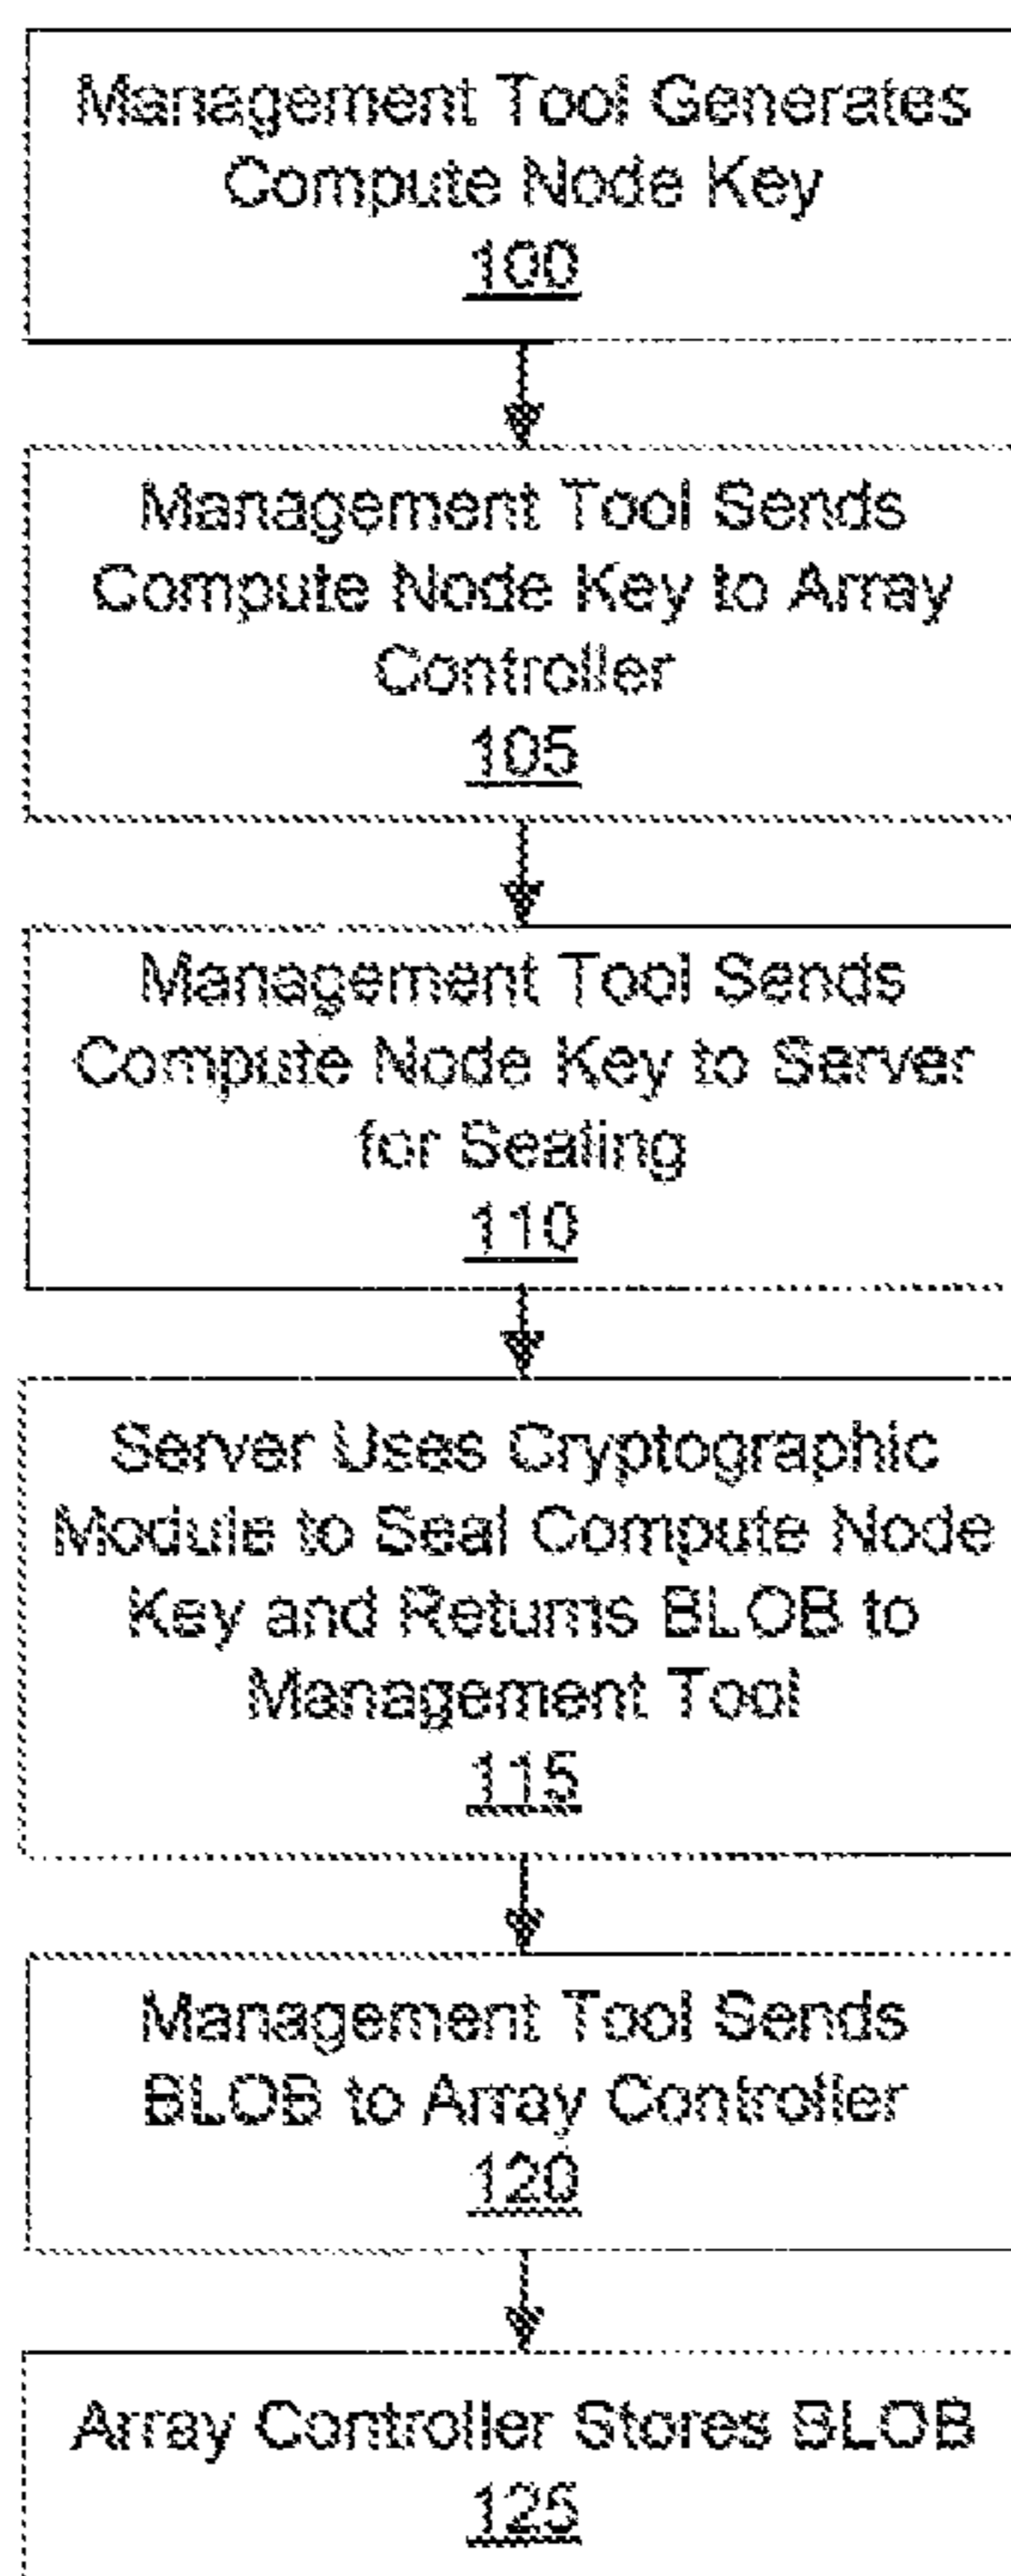 Management Tool Generates
Compute Node Key
100
Management Tool Sends
Compute Node Key to Array
Controller
105
Management Tool Sends
Compute Node Key to Server
for Sealing
110
Server Uses Cryptographic
Module to Seal Compute Node
Key and Returns BLOB to
Management Tool
115
Management Tool Sends
BLOB to Array Controller
120
Array Controller Stores BLOB
125